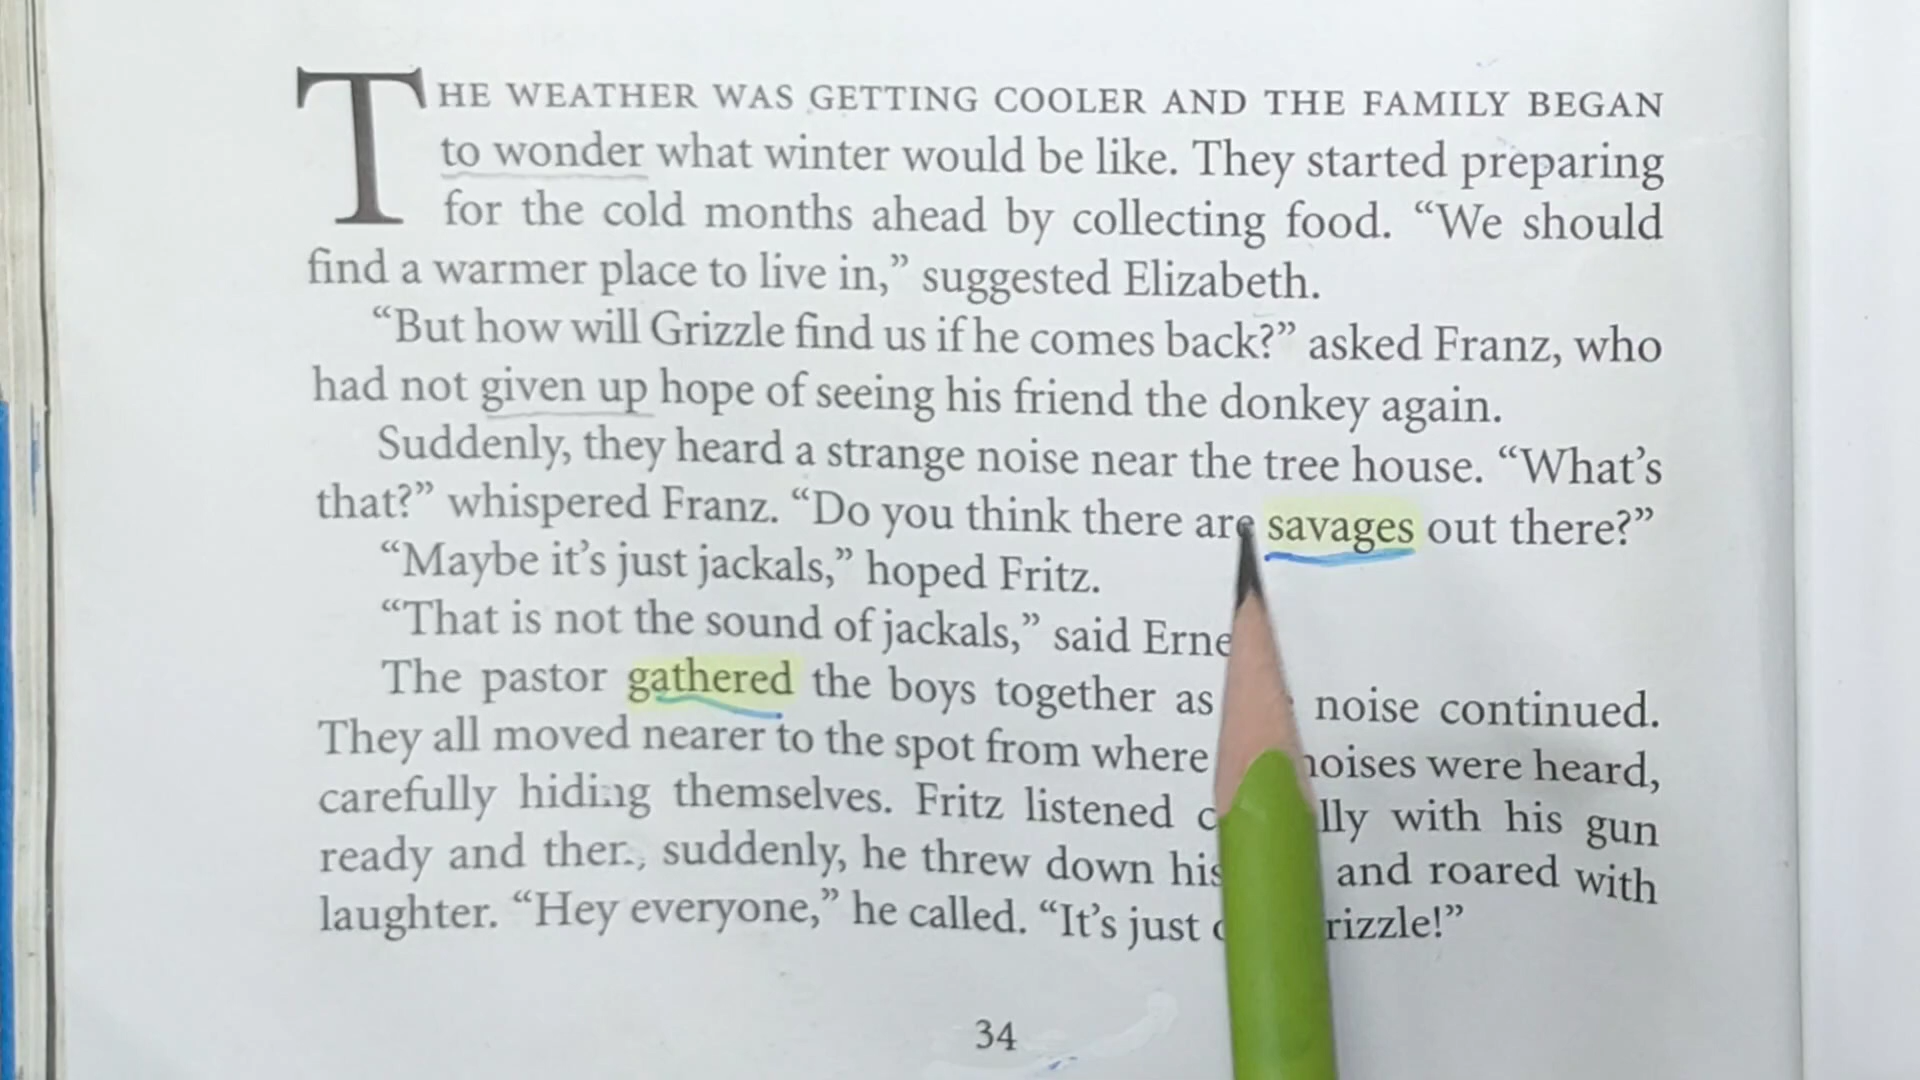 THE WEATHER WAS GETTING COOLER AND THE FAMILY BEGAN
to wonder what winter would be like. They started preparing
for the cold months ahead by collecting food. “We should
find a warmer place to live in,” suggested Elizabeth.
“But how will Grizzle find us if he comes back?” asked Franz, who
had not given up hope of seeing his friend the donkey again.
Suddenly, they heard a strange noise near the tree house. “What’s
that?” whispered Franz. “Do you think there are savages out there?”
“Maybe it’s just jackals,” hoped Fritz.
“That is not the sound of jackals,” said
The pastor gathered the boys together as noise continued.
They all moved nearer to the spot from where noises were heard,
carefully hiding themselves. Fritz listened with his gun
ready and then, suddenly, he threw down his and roared with
laughter. “Hey everyone,” he called. “It’s just
34